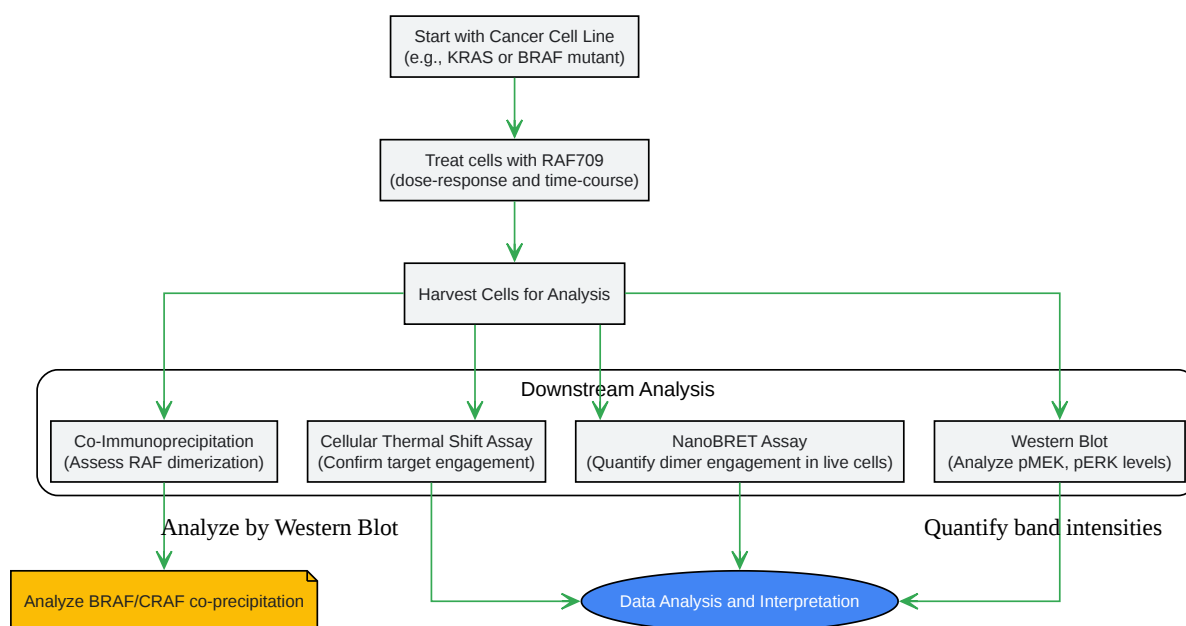 Start with Cancer Cell Line
(e.g., KRAS or BRAF mutant)
Treat cells with RAF709
(dose-response and time-course)
Harvest Cells for Analysis
Downstream Analysis
Co-Immunoprecipitation
(Assess RAF dimerization)
Cellular Thermal Shift Assay
(Confirm target engagement)
NanoBRET Assay
(Quantify dimer engagement in live cells)
Western Blot
(Analyze pMEK, pERK levels)
Analyze by Western Blot
Quantify band intensities
Analyze BRAF/CRAF co-precipitation
Data Analysis and Interpretation